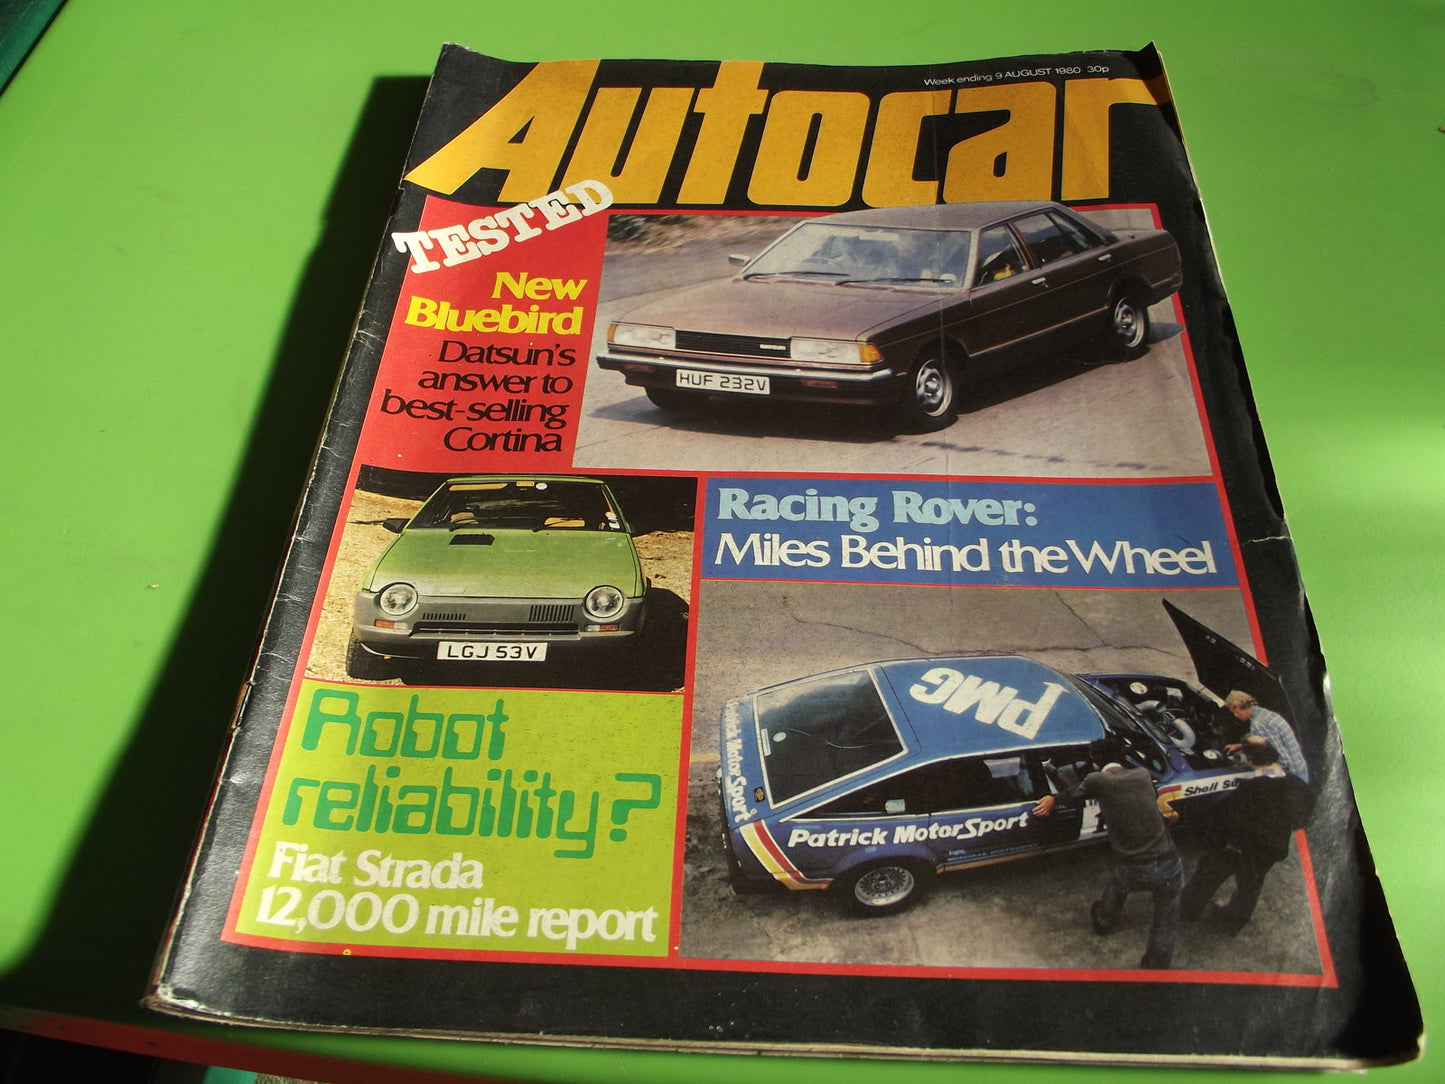 Week ending 9 AUGUST 1980 30p
Autocar
TESTED
New
Bluebird
Datsun's
answer to
best-selling
Cortina
HUF 232V
Racing Rover:
Miles Behind the Wheel
LGJ 53V
Robot
reliability?
Fiat Strada
12,000 mile report
PMG
Patrick MotorSport
Patrick MotorSport
Shell